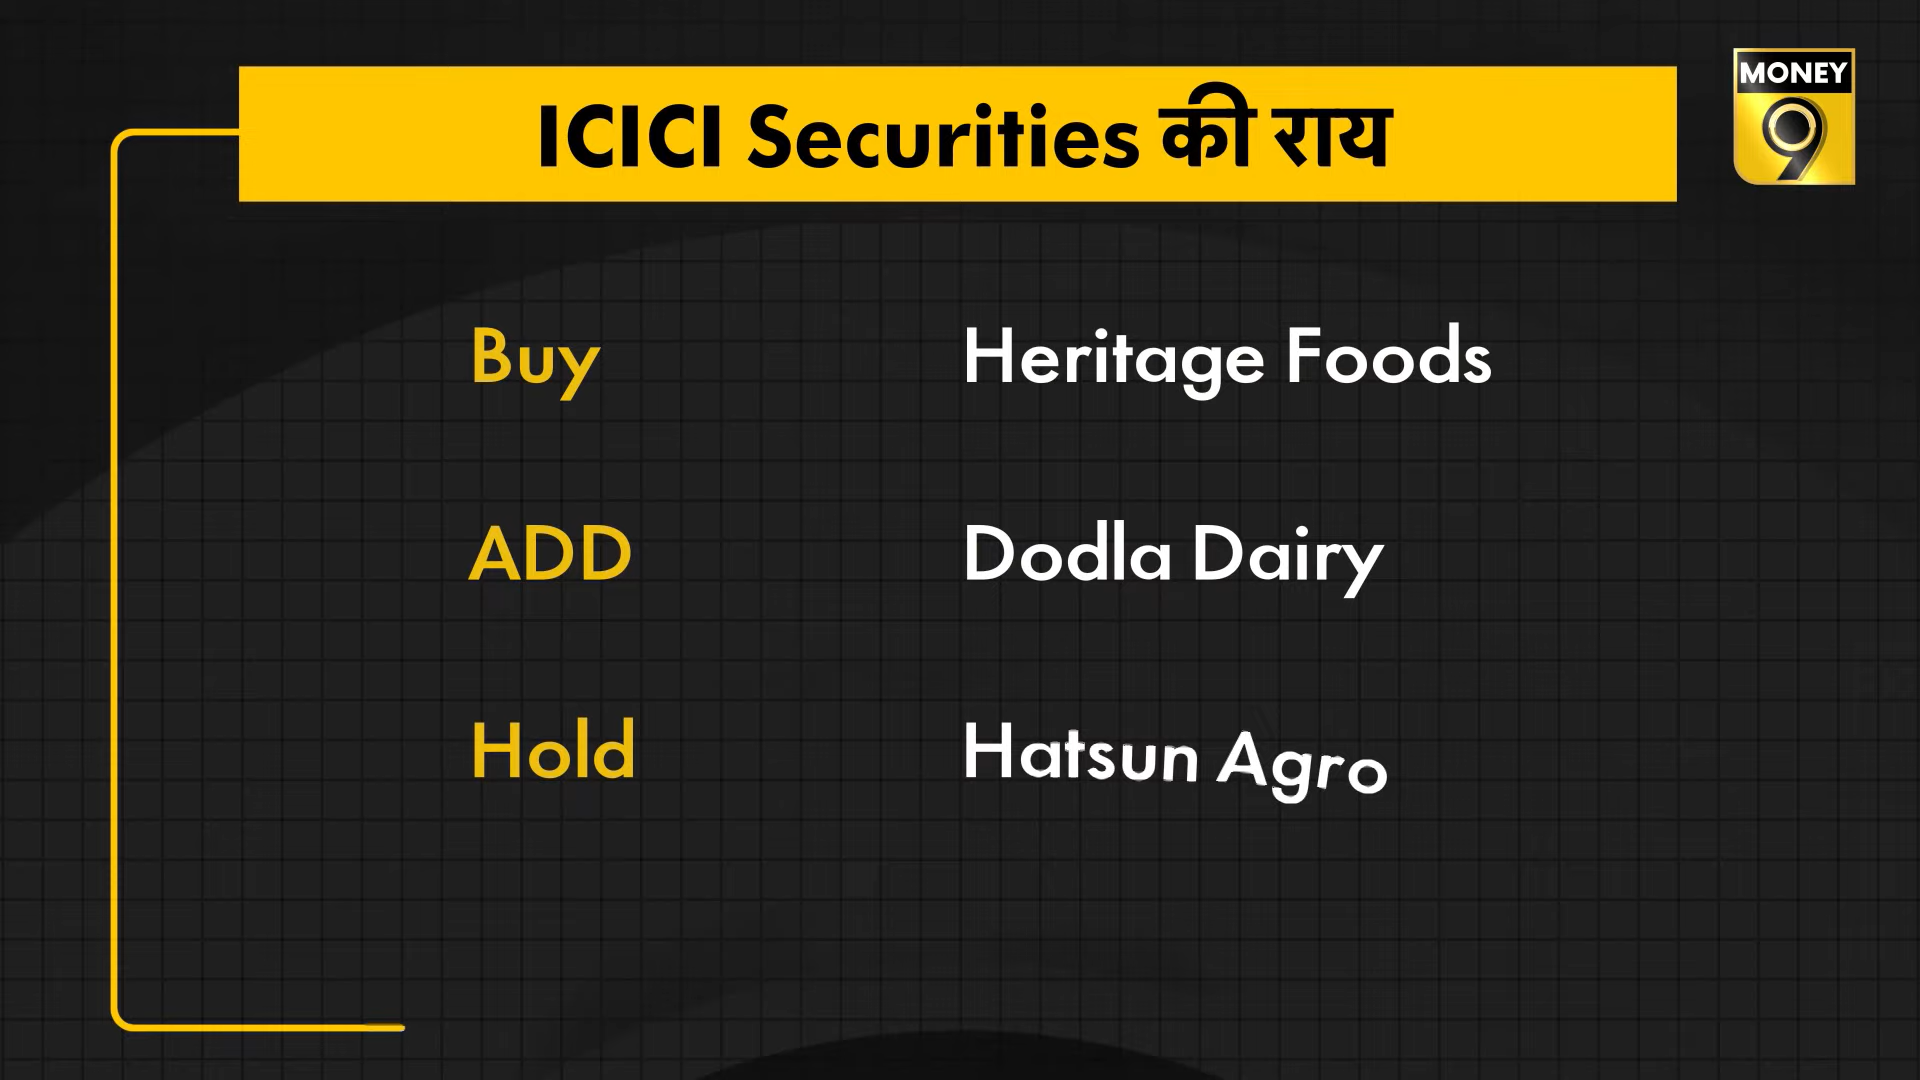 ICICI Securities की राय
MONEY
9
Buy Heritage Foods
ADD Dodla Dairy
Hold Hatsun Agro